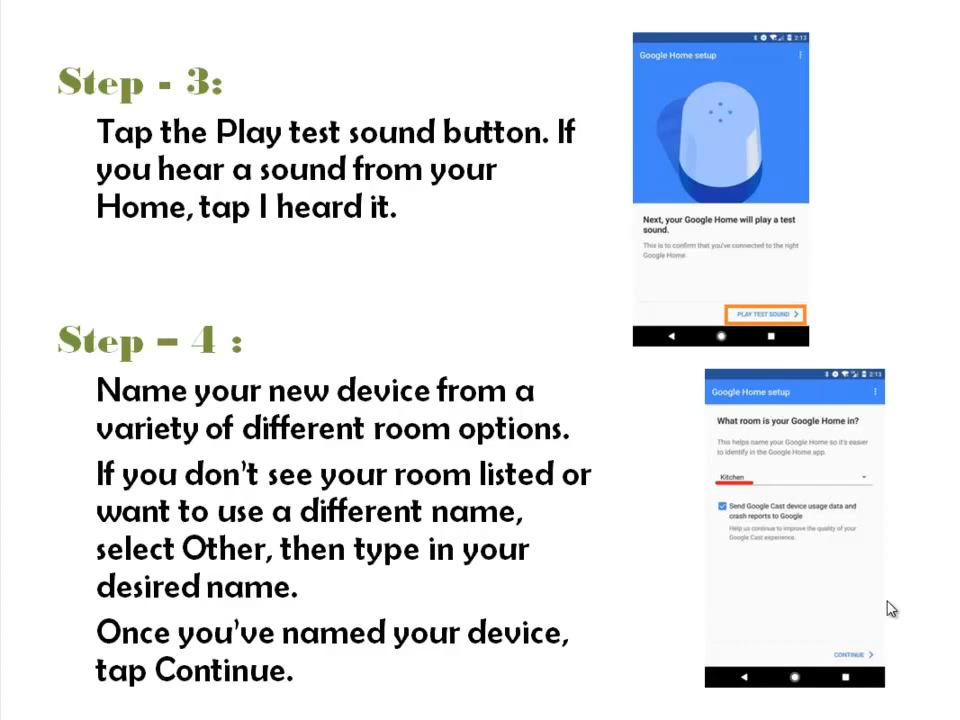 Step - 3:
Tap the Play test sound button. If
you hear a sound from your
Home, tap I heard it.
Step – 4 :
Name your new device from a
variety of different room options.
If you don't see your room listed or
want to use a different name,
select Other, then type in your
desired name.
Once you've named your device,
tap Continue.
2:13
Google Home setup
Next, your Google Home will play a test
sound.
This is to confirm that you've connected to the right
Google Home.
PLAY TEST SOUND
2:13
Google Home setup
What room is your Google Home in?
This helps name your Google Home so it's easier
to identify in the Google Home app.
Kitchen
Send Google Cast device usage data and
crash reports to Google
Help us continue to improve the quality of your
Google Cast experience.
CONTINUE